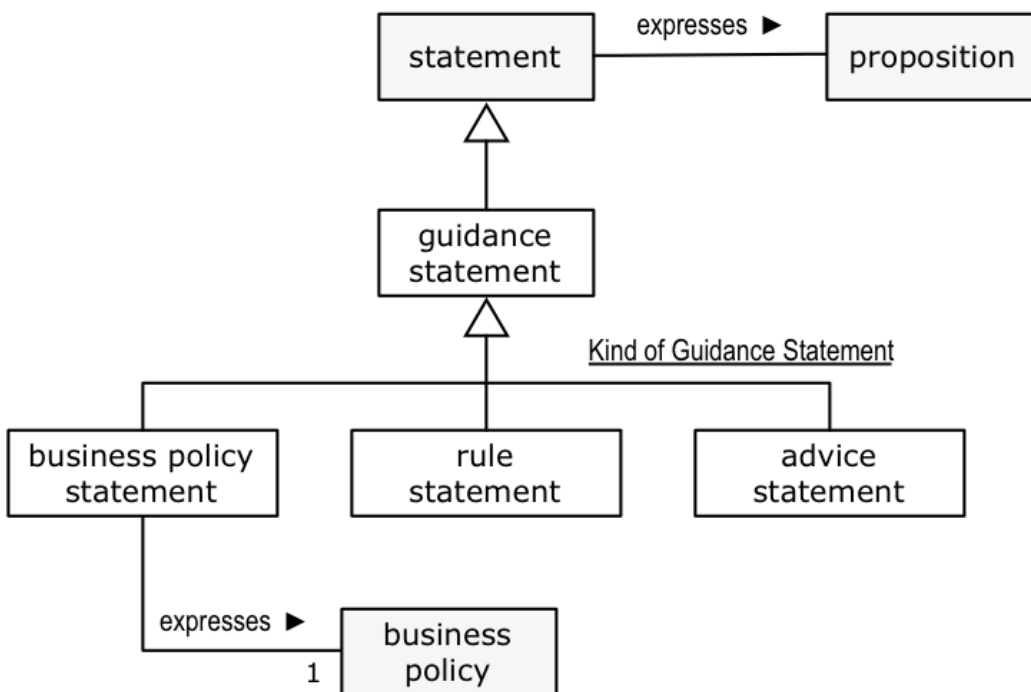 expresses ►
statement
proposition
guidance
statement
Kind of Guidance Statement
business policy
statement
rule
statement
advice
statement
expresses ►
1
business
policy